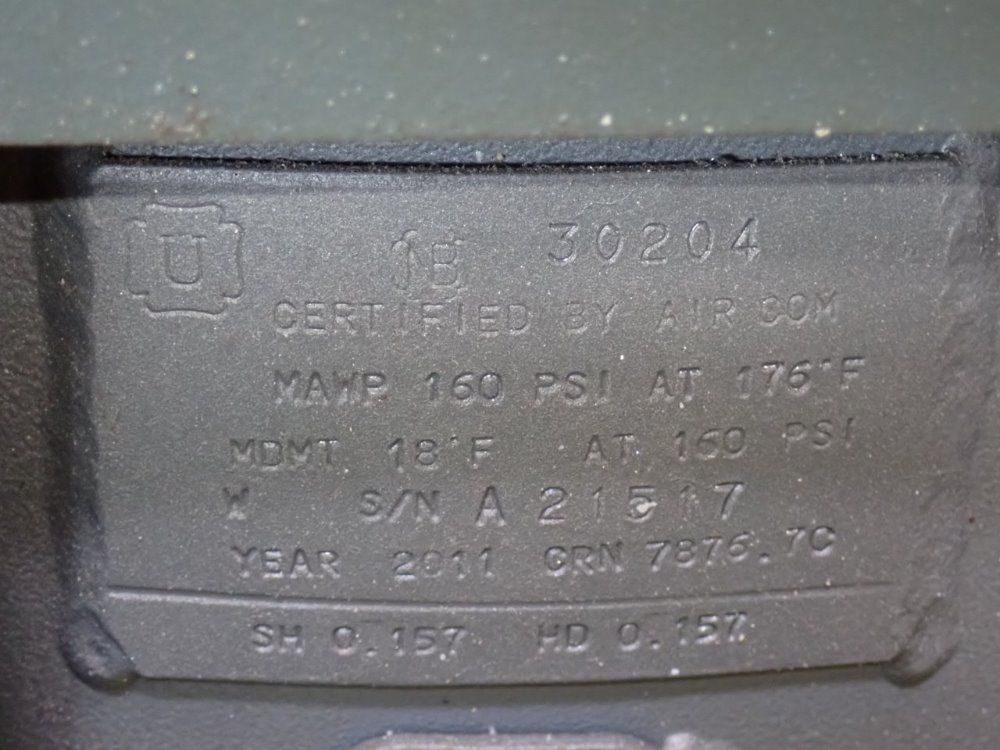 U NB 30204
CERTIFIED BY AIR COM
MAWP 160 PSI AT 176°F
MDMT 18°F AT 160 PSI
W S/N A 21517
YEAR 2011 CRN 7876.7C
SH 0.157 HD 0.157